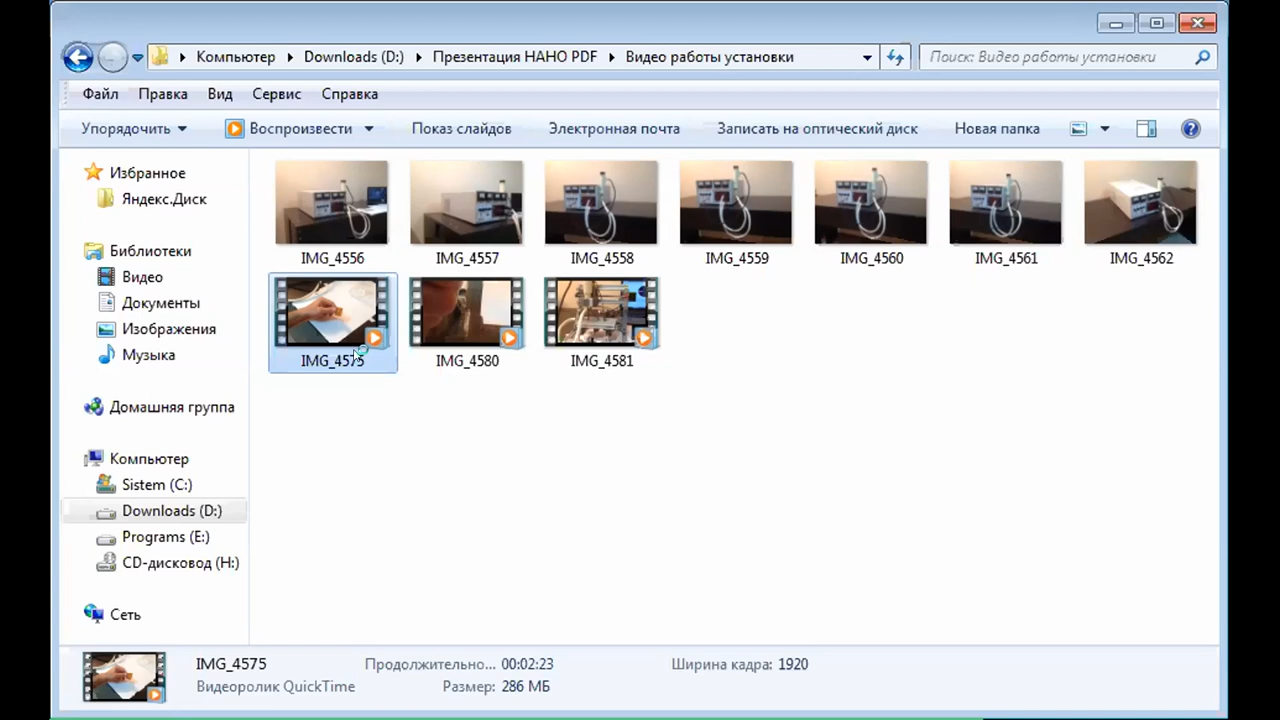 Компьютер Downloads (D:) Презентация НАНО PDF Видео работы установки Поиск: Видео работы установки
Файл Правка Вид Сервис Справка
Упорядочить Воспроизвести Показ слайдов Электронная почта Записать на оптический диск Новая папка
Избранное
Яндекс.Диск
Библиотеки
Видео
Документы
Изображения
Музыка
Домашняя группа
Компьютер
Sistem (C:)
Downloads (D:)
Programs (E:)
CD-дисковод (H:)
Сеть
IMG_4556 IMG_4557 IMG_4558 IMG_4559 IMG_4560 IMG_4561 IMG_4562
IMG_4575 IMG_4580 IMG_4581
IMG_4575 Продолжительно... 00:02:23 Ширина кадра: 1920
Видеоролик QuickTime Размер: 286 МБ